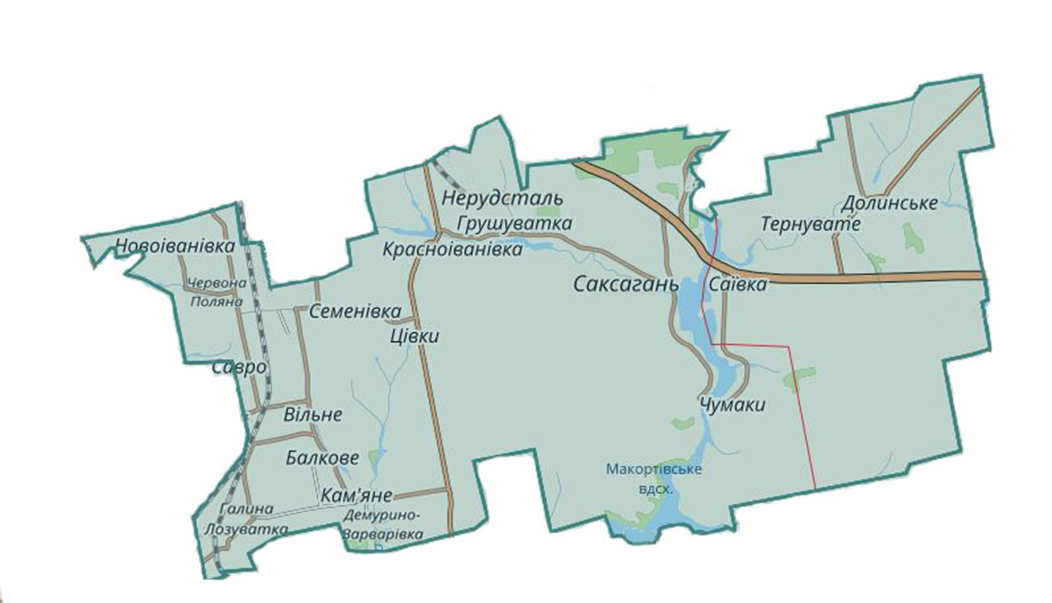 Нерудсталь
Долинське
Грушуватка
Тернувате
Новоіванівка
Красноіванівка
Червона
Поляна
Саксагань
Саївка
Семенівка
Цівки
Савро
Чумаки
Вільне
Балкове
Макортівське
вдсх.
Кам'яне
Галина
Лозуватка
Демурино-
Варварівка